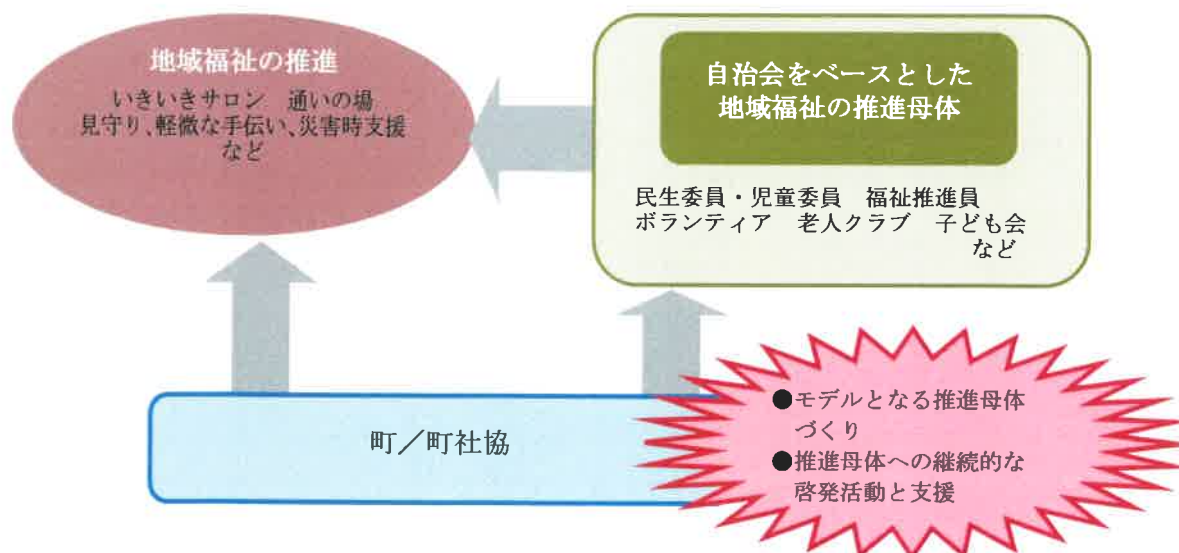 地域福祉の推進
いきいきサロン 通いの場
見守り、軽微な手伝い、災害時支援
など
自治会をベースとした
地域福祉の推進母体
民生委員・児童委員 福祉推進員
ボランティア 老人クラブ 子ども会
など
町／町社協
●モデルとなる推進母体
づくり
●推進母体への継続的な
啓発活動と支援